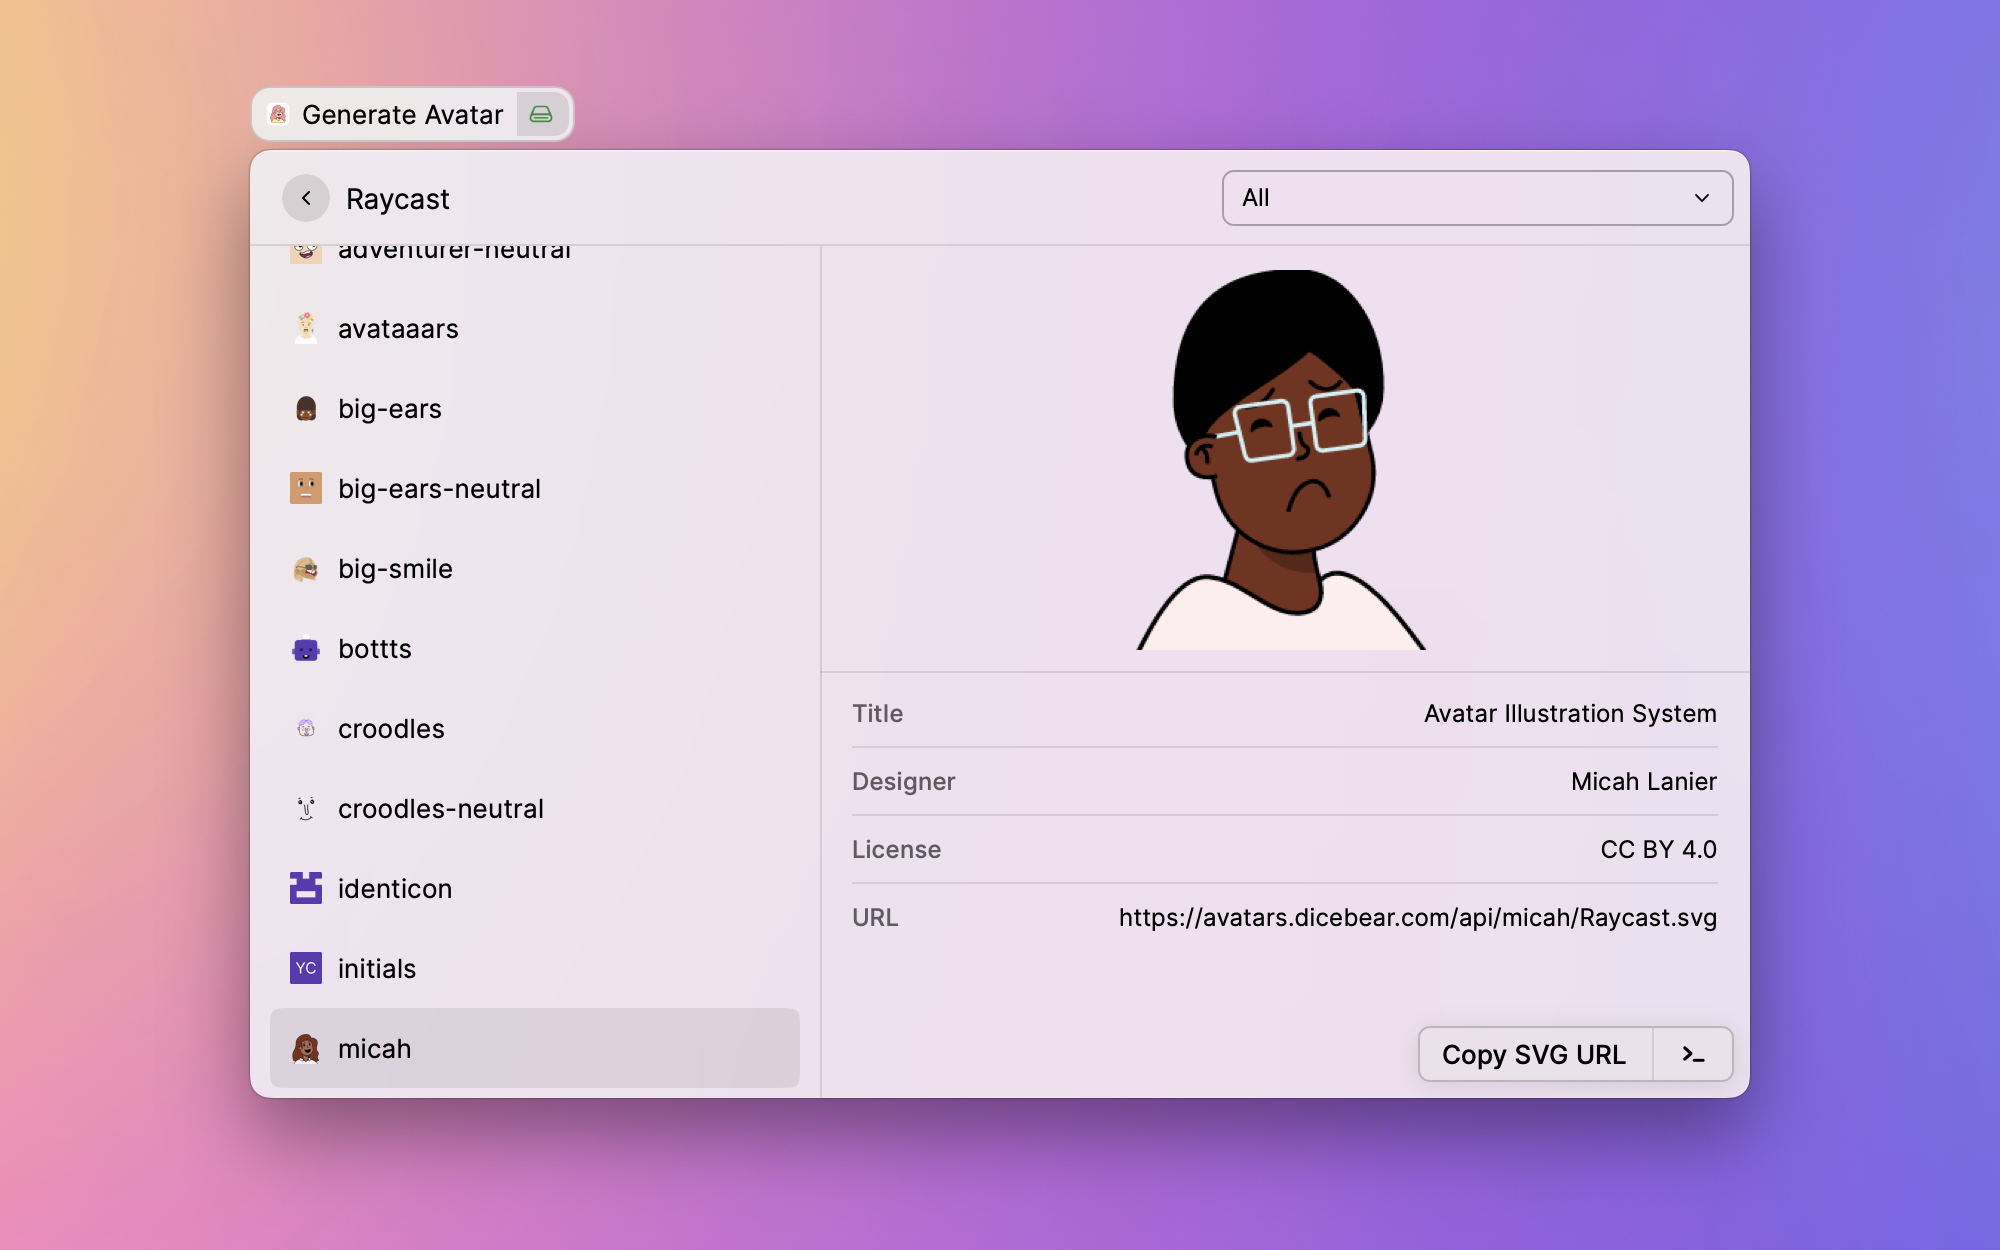 Generate Avatar
Raycast
All
adventurer-neutral
avataaars
big-ears
big-ears-neutral
big-smile
bottts
croodles
croodles-neutral
identicon
YC initials
micah
Title Avatar Illustration System
Designer Micah Lanier
License CC BY 4.0
URL https://avatars.dicebear.com/api/micah/Raycast.svg
Copy SVG URL